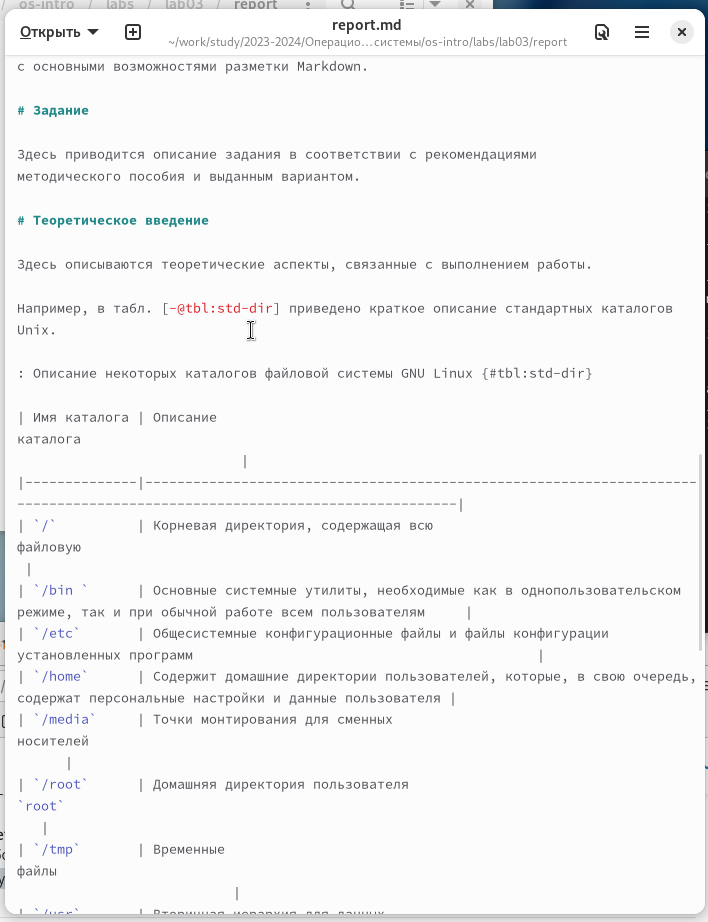 os-intro / labs / lab03 / report
Открыть
report.md
~/work/study/2023-2024/Операцио…системы/os-intro/labs/lab03/report
с основными возможностями разметки Markdown.
# Задание
Здесь приводится описание задания в соответствии с рекомендациями
методического пособия и выданным вариантом.
# Теоретическое введение
Здесь описываются теоретические аспекты, связанные с выполнением работы.
Например, в табл. [-@tbl:std-dir] приведено краткое описание стандартных каталогов
Unix.
: Описание некоторых каталогов файловой системы GNU Linux {#tbl:std-dir}
| Имя каталога | Описание
каталога
|
|--------------|---------------------------------------------------------------------
-------------------------------------------------------|
| `/` | Корневая директория, содержащая всю
файловую
|
| `/bin ` | Основные системные утилиты, необходимые как в однопользовательском
режиме, так и при обычной работе всем пользователям |
| `/etc` | Общесистемные конфигурационные файлы и файлы конфигурации
установленных программ |
| `/home` | Содержит домашние директории пользователей, которые, в свою очередь,
содержат персональные настройки и данные пользователя |
| `/media` | Точки монтирования для сменных
носителей
|
| `/root` | Домашняя директория пользователя
`root`
|
| `/tmp` | Временные
файлы
|
| `/usr` | Вторичная иерархия для данных